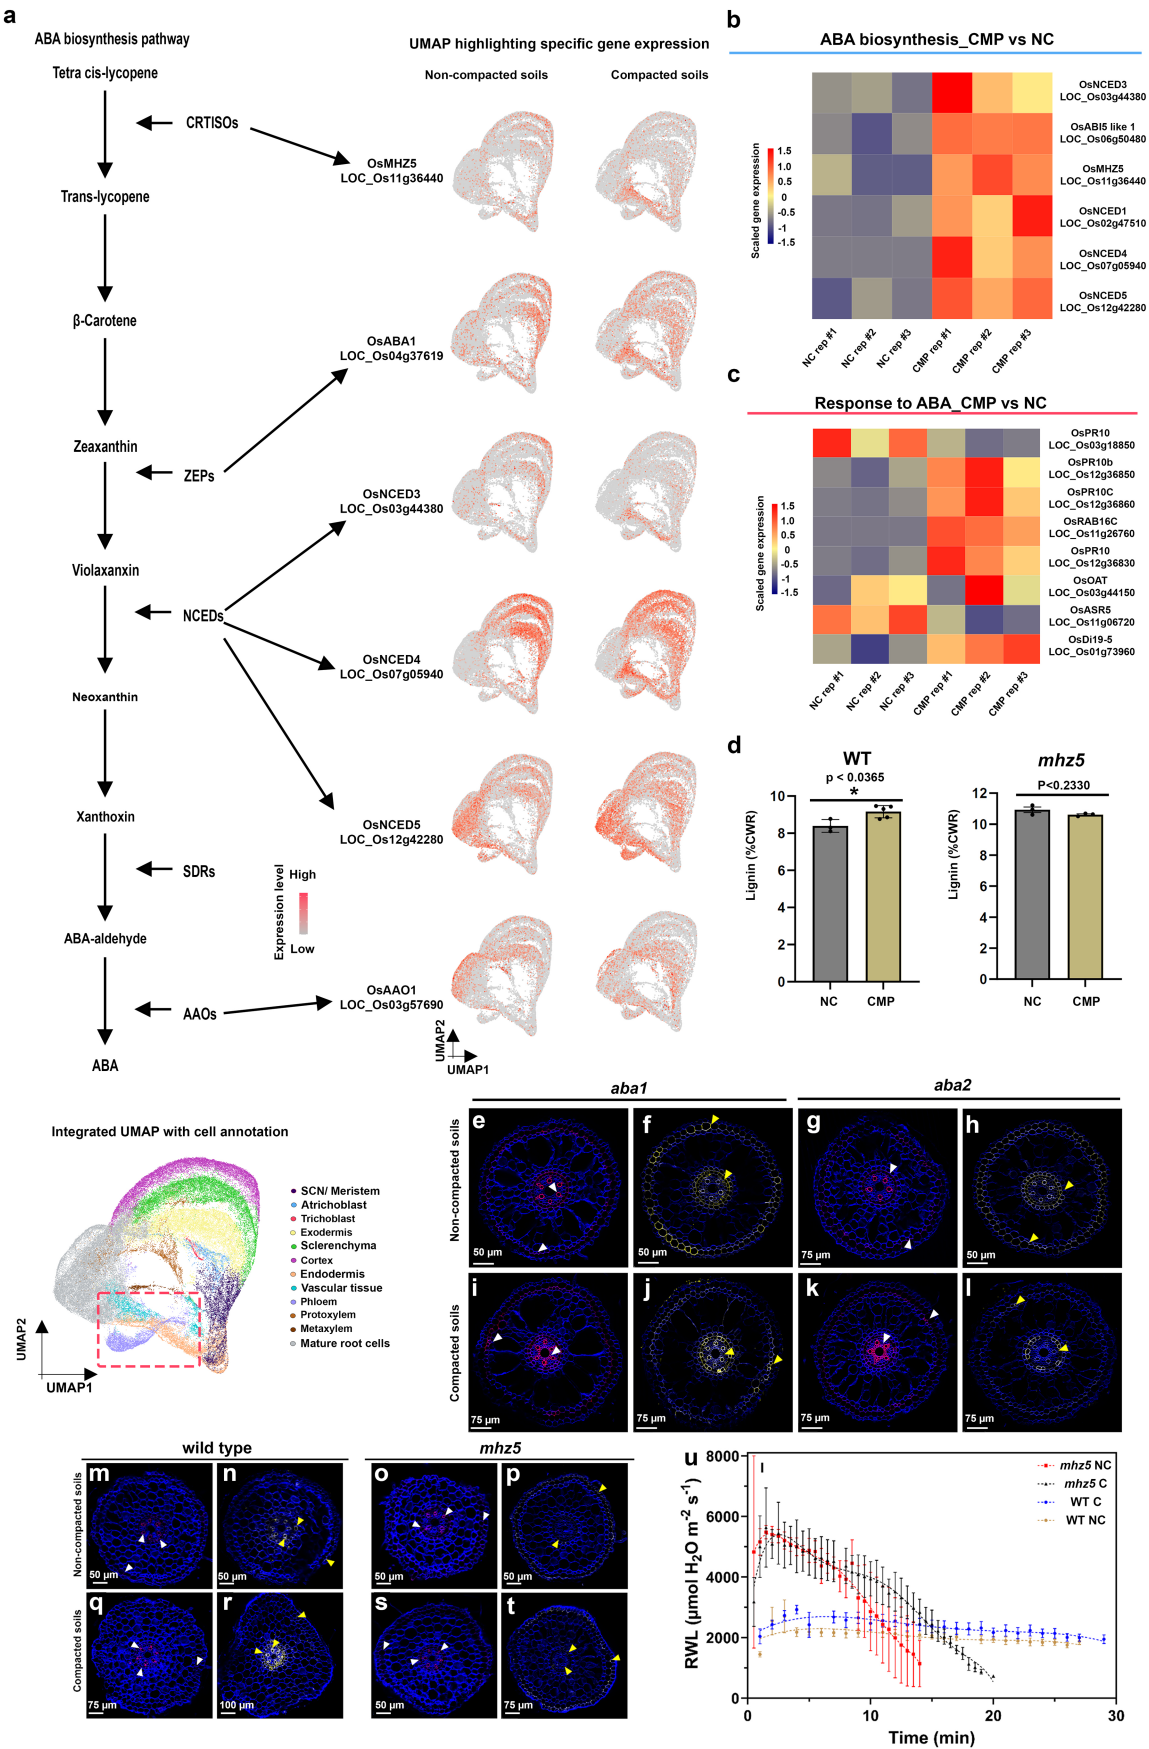 a
ABA biosynthesis pathway
UMAP highlighting specific gene expression
Non-compacted soils
Compacted soils
Tetra cis-lycopene
CRTISOs
OsMHZ5
LOC_Os11g36440
Trans-lycopene
β-Carotene
OsABA1
LOC_Os04g37619
Zeaxanthin
ZEPs
OsNCED3
LOC_Os03g44380
Violaxanxin
NCEDs
OsNCED4
LOC_Os07g05940
Neoxanthin
Xanthoxin
OsNCED5
LOC_Os12g42280
SDRs
Expression level
High
Low
ABA-aldehyde
OsAAO1
LOC_Os03g57690
AAOs
UMAP2
UMAP1
ABA
b
ABA biosynthesis_CMP vs NC
Scaled gene expression
1.5
1.0
0.5
0
-0.5
-1
-1.5
OsNCED3
LOC_Os03g44380
OsABI5 like 1
LOC_Os06g50480
OsMHZ5
LOC_Os11g36440
OsNCED1
LOC_Os02g47510
OsNCED4
LOC_Os07g05940
OsNCED5
LOC_Os12g42280
NC rep #1
NC rep #2
NC rep #3
CMP rep #1
CMP rep #2
CMP rep #3
c
Response to ABA_CMP vs NC
Scaled gene expression
1.5
1.0
0.5
0
-0.5
-1
-1.5
OsPR10
LOC_Os03g18850
OsPR10b
LOC_Os12g36850
OsPR10C
LOC_Os12g36860
OsRAB16C
LOC_Os11g26760
OsPR10
LOC_Os12g36830
OsOAT
LOC_Os03g44150
OsASR5
LOC_Os11g06720
OsDi19-5
LOC_Os01g73960
NC rep #1
NC rep #2
NC rep #3
CMP rep #1
CMP rep #2
CMP rep #3
d
WT
p < 0.0365
*
Lignin (%CWR)
10
8
6
4
2
0
NC
CMP
mhz5
P<0.2330
Lignin (%CWR)
12
10
8
6
4
2
0
NC
CMP
Integrated UMAP with cell annotation
UMAP2
UMAP1
SCN/ Meristem
Atrichoblast
Trichoblast
Exodermis
Sclerenchyma
Cortex
Endodermis
Vascular tissue
Phloem
Protoxylem
Metaxylem
Mature root cells
aba1
aba2
Non-compacted soils
e
50 µm
f
50 µm
g
75 µm
h
50 µm
Compacted soils
i
75 µm
j
75 µm
k
75 µm
l
75 µm
wild type
mhz5
Non-compacted soils
m
50 µm
n
50 µm
o
50 µm
p
50 µm
Compacted soils
q
75 µm
r
100 µm
s
50 µm
t
75 µm
u
RWL (µmol H2O m-2 s-1)
8000
6000
4000
2000
0
mhz5 NC
mhz5 C
WT C
WT NC
0
10
20
30
Time (min)